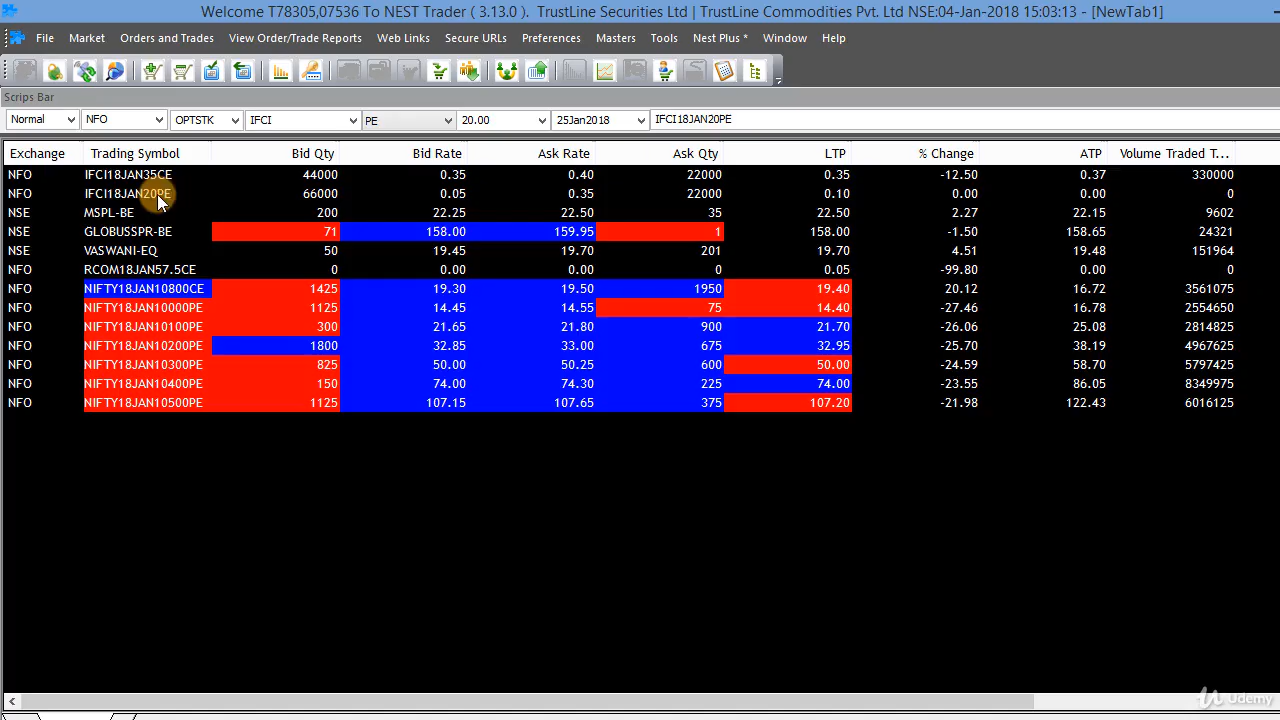 Welcome T78305,07536 To NEST Trader ( 3.13.0 ). TrustLine Securities Ltd | TrustLine Commodities Pvt. Ltd NSE:04-Jan-2018 15:03:13 - [NewTab1]
File Market Orders and Trades View Order/Trade Reports Web Links Secure URLs Preferences Masters Tools Nest Plus * Window Help
Scrips Bar
Normal NFO OPTSTK IFCI PE 20.00 25Jan2018 IFCI18JAN20PE
Exchange Trading Symbol Bid Qty Bid Rate Ask Rate Ask Qty LTP % Change ATP Volume Traded T...
NFO IFCI18JAN35CE 44000 0.35 0.40 22000 0.35 -12.50 0.37 330000
NFO IFCI18JAN20PE 66000 0.05 0.35 22000 0.10 0.00 0.00 0
NSE MSPL-BE 200 22.25 22.50 35 22.50 2.27 22.15 9602
NSE GLOBUSSPR-BE 71 158.00 159.95 1 158.00 -1.50 158.65 24321
NSE VASWANI-EQ 50 19.45 19.70 201 19.70 4.51 19.48 151964
NFO RCOM18JAN57.5CE 0 0.00 0.00 0 0.05 -99.80 0.00 0
NFO NIFTY18JAN10800CE 1425 19.30 19.50 1950 19.40 20.12 16.72 3561075
NFO NIFTY18JAN10000PE 1125 14.45 14.55 75 14.40 -27.46 16.78 2554650
NFO NIFTY18JAN10100PE 300 21.65 21.80 900 21.70 -26.06 25.08 2814825
NFO NIFTY18JAN10200PE 1800 32.85 33.00 675 32.95 -25.70 38.19 4967625
NFO NIFTY18JAN10300PE 825 50.00 50.25 600 50.00 -24.59 58.70 5797425
NFO NIFTY18JAN10400PE 150 74.00 74.30 225 74.00 -23.55 86.05 8349975
NFO NIFTY18JAN10500PE 1125 107.15 107.65 375 107.20 -21.98 122.43 6016125
Udemy